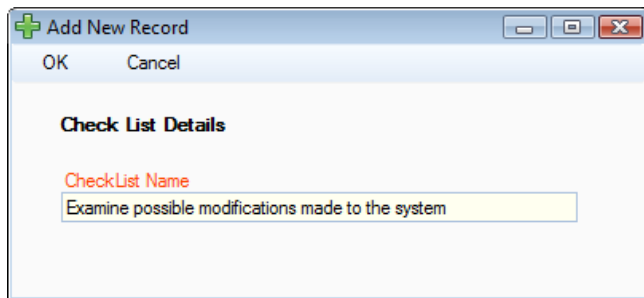 Add New Record
OK Cancel
Check List Details
CheckList Name
Examine possible modifications made to the system